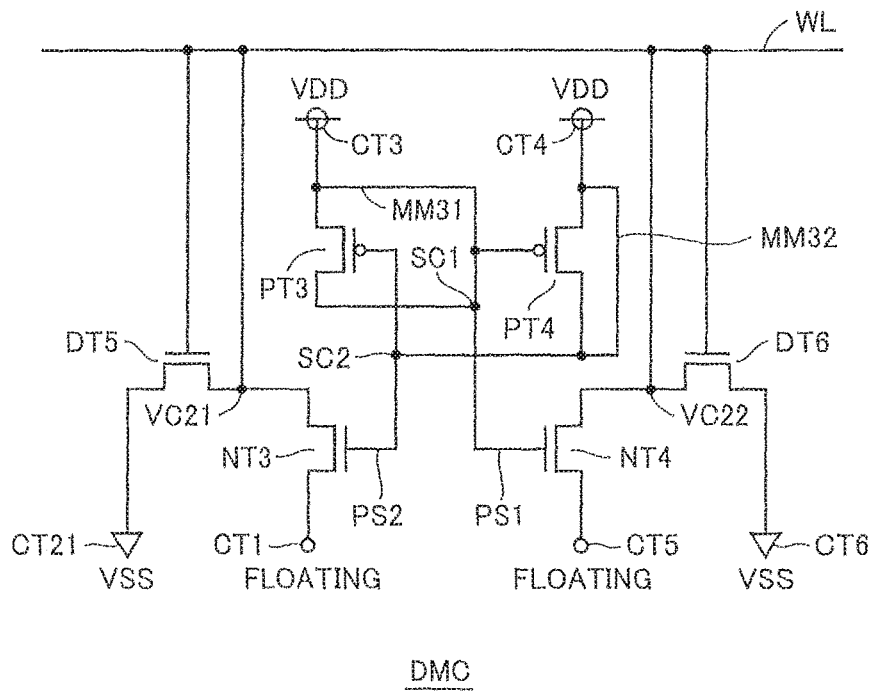 WL
VDD
VDD
CT3
CT4
MM31
MM32
SC1
PT3
PT4
DT5
DT6
SC2
VC21
VC22
NT3
NT4
PS2
PS1
CT21
CT1
CT5
CT6
VSS
FLOATING
FLOATING
VSS
DMC